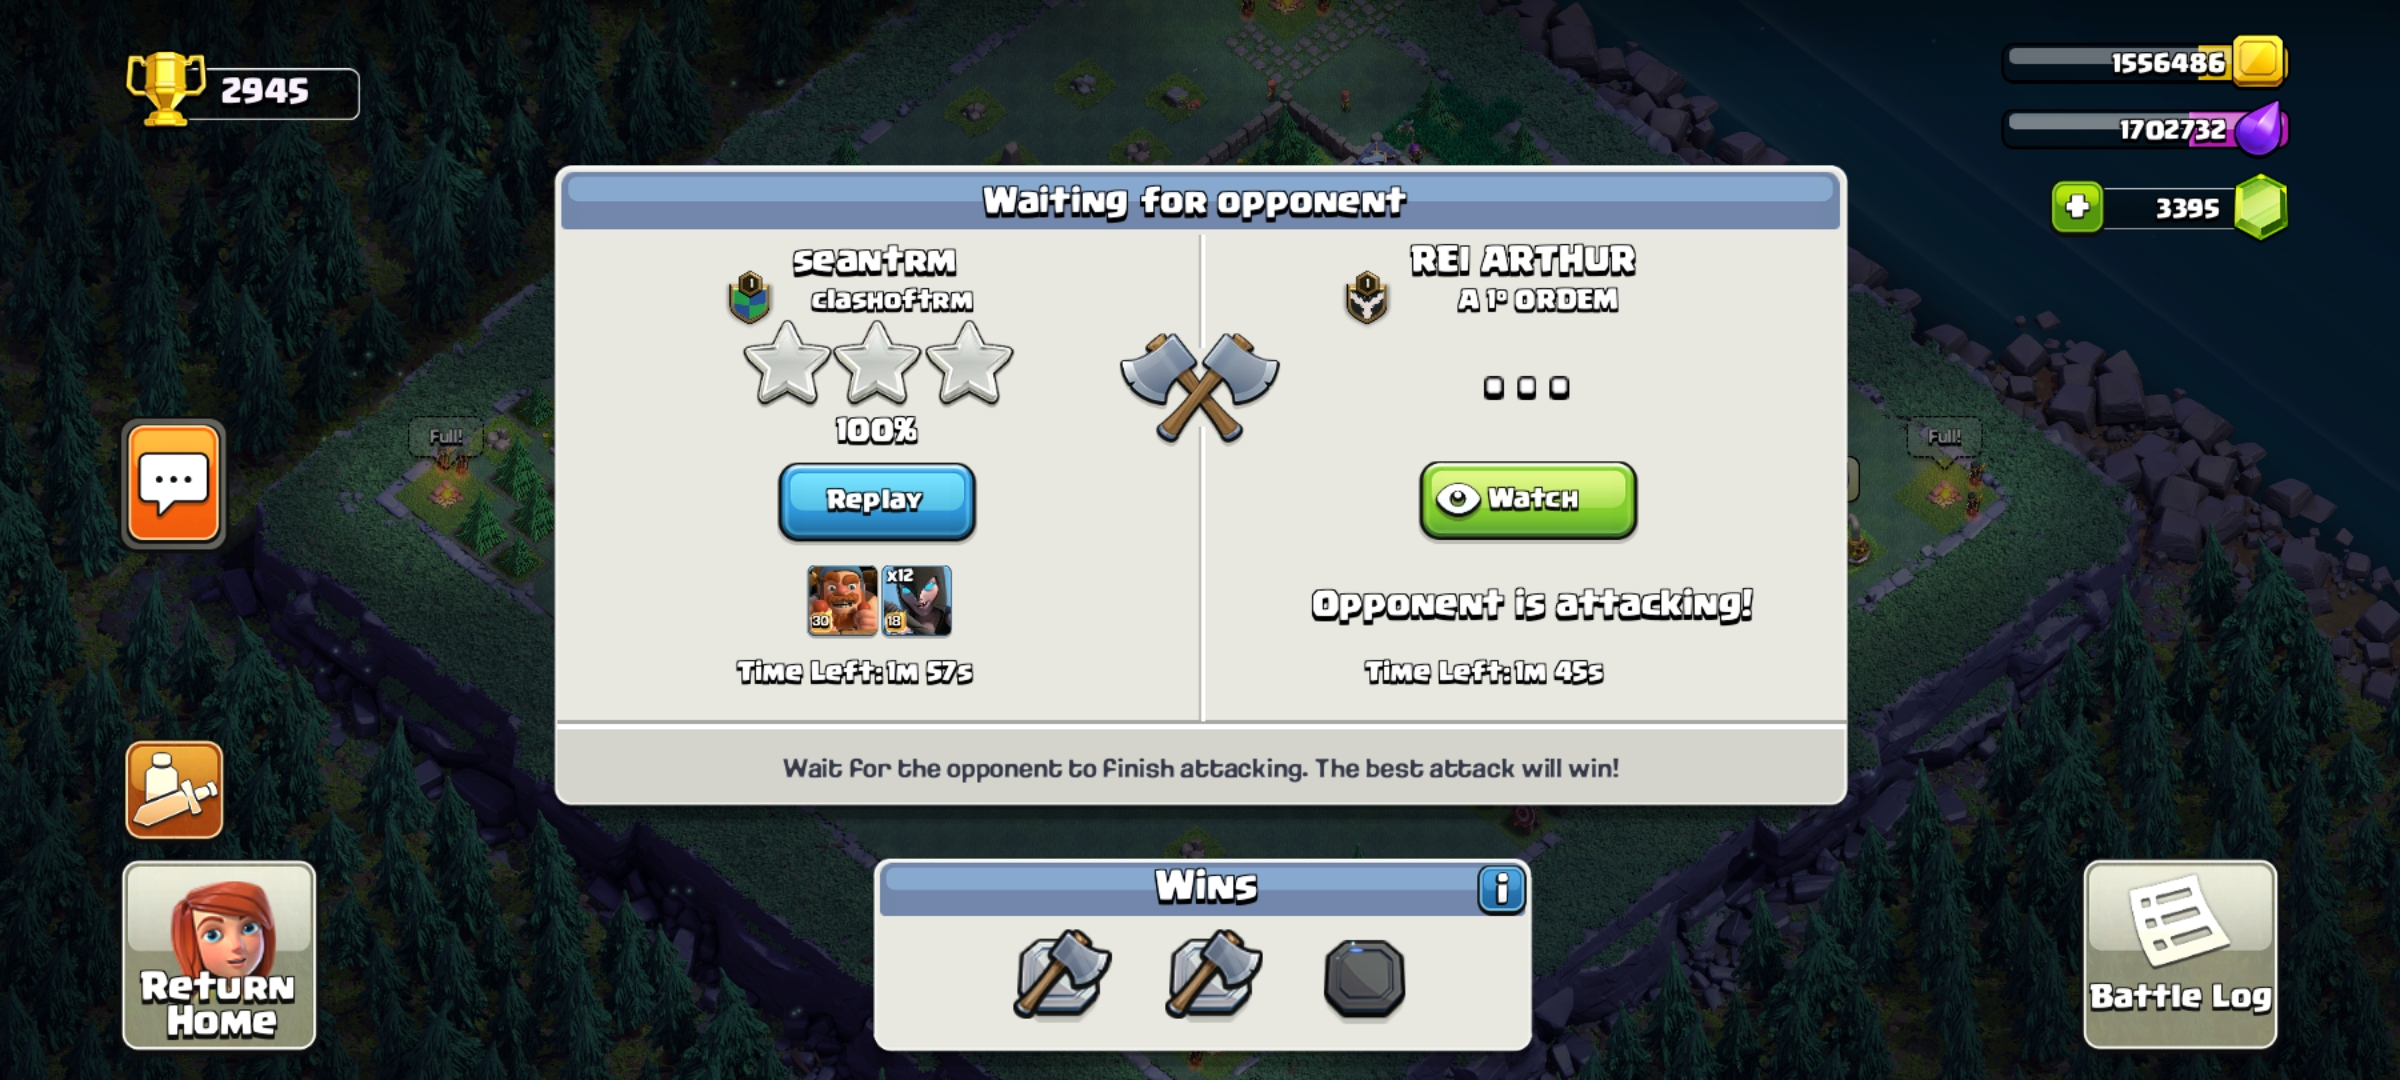 2945
1556486
1702732
3395
Waiting for opponent
seantrm
clashoftrm
100%
Replay
x12
30
18
Time Left:1m 57s
REI ARTHUR
A 1º ORDEM
Watch
Opponent is attacking!
Time Left:1m 45s
Full!
Full!
Wait for the opponent to finish attacking. The best attack will win!
Wins
i
Return
Home
Battle Log